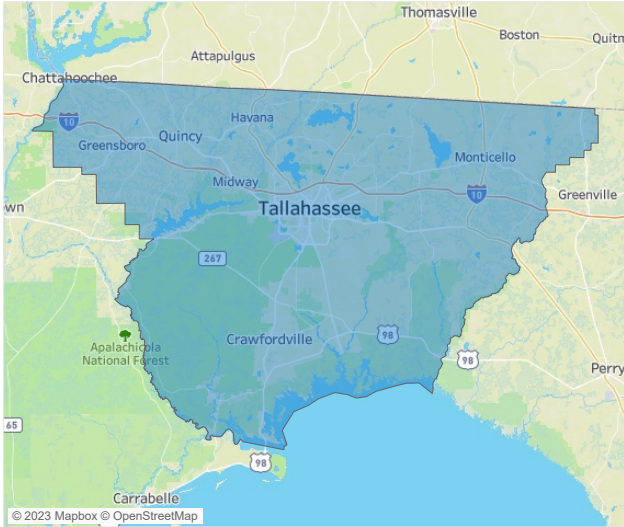 Thomasville
Boston
Quitm
Attapulgus
Chattahoochee
Havana
10
Quincy
Greensboro
Monticello
Midway
10
Greenville
own
Tallahassee
267
98
Crawfordville
Apalachicola
National Forest
98
Perry
65
98
Carrabelle
© 2023 Mapbox © OpenStreetMap